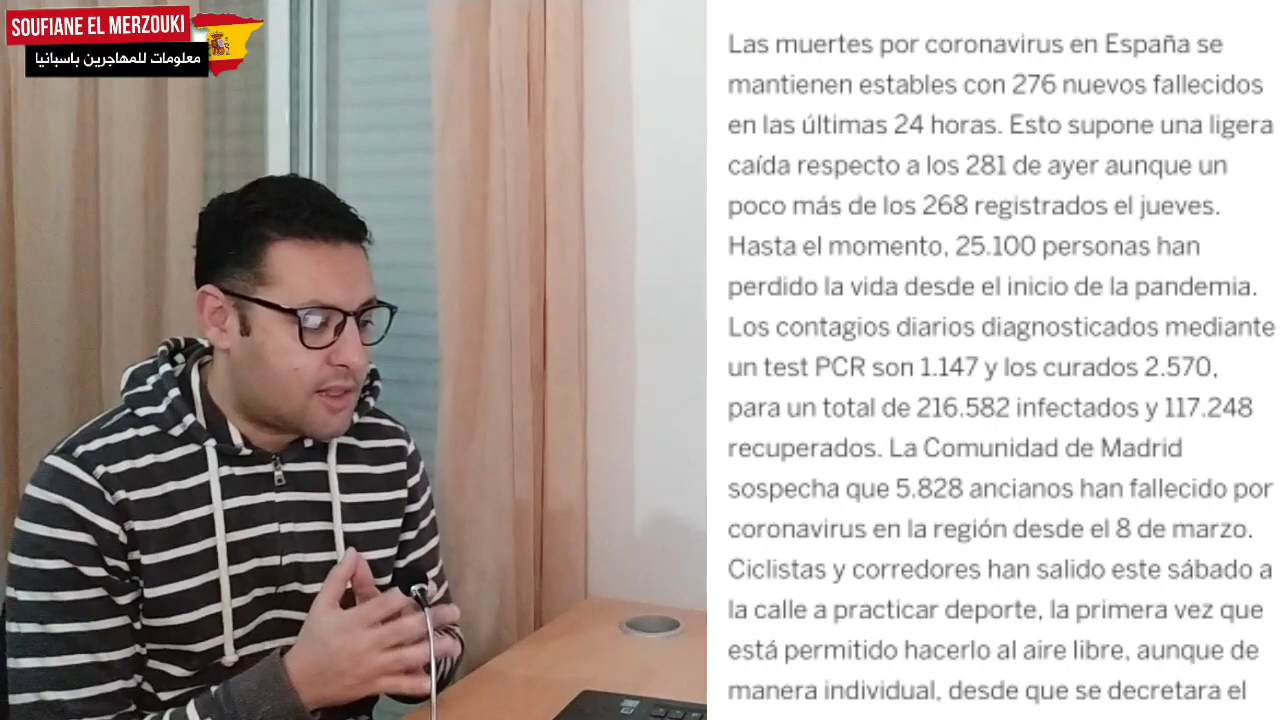 SOUFIANE EL MERZOUKI
معلومات للمهاجرين باسبانيا
Las muertes por coronavirus en España se
mantienen estables con 276 nuevos fallecidos
en las últimas 24 horas. Esto supone una ligera
caída respecto a los 281 de ayer aunque un
poco más de los 268 registrados el jueves.
Hasta el momento, 25.100 personas han
perdido la vida desde el inicio de la pandemia.
Los contagios diarios diagnosticados mediante
un test PCR son 1.147 y los curados 2.570,
para un total de 216.582 infectados y 117.248
recuperados. La Comunidad de Madrid
sospecha que 5.828 ancianos han fallecido por
coronavirus en la región desde el 8 de marzo.
Ciclistas y corredores han salido este sábado a
la calle a practicar deporte, la primera vez que
está permitido hacerlo al aire libre, aunque de
manera individual, desde que se decretara el